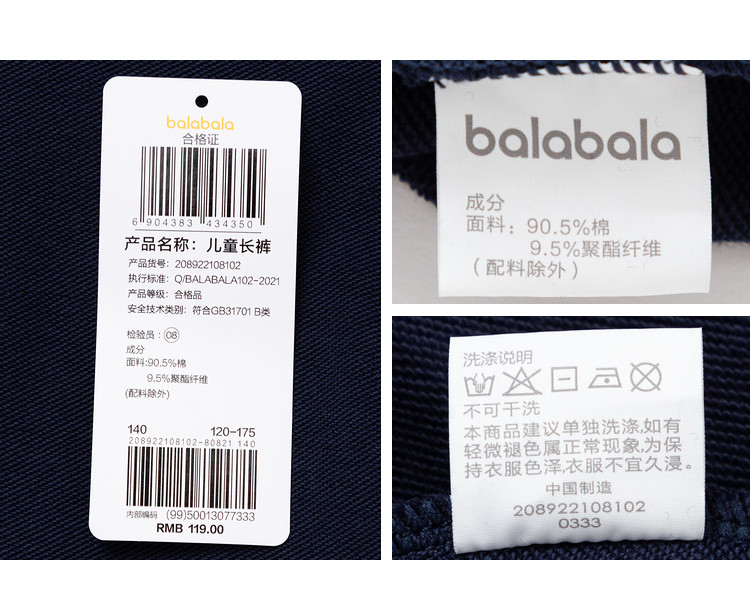 balabala
合格证
6 904383 434350
产品名称：儿童长裤
产品货号：208922108102
执行标准：Q/BALABALA102-2021
产品等级：合格品
安全技术类别：符合GB31701 B类
检验员：08
成分
面料:90.5%棉
9.5%聚酯纤维
(配料除外)
140 120-175
208922108102-80821 140
内部编码 (99)50013077333
RMB 119.00
balabala
成分
面料：90.5%棉
9.5%聚酯纤维
（配料除外）
洗涤说明
不可干洗
本商品建议单独洗涤,如有
轻微褪色属正常现象,为保
持衣服色泽,衣服不宜久浸。
中国制造
208922108102
0333